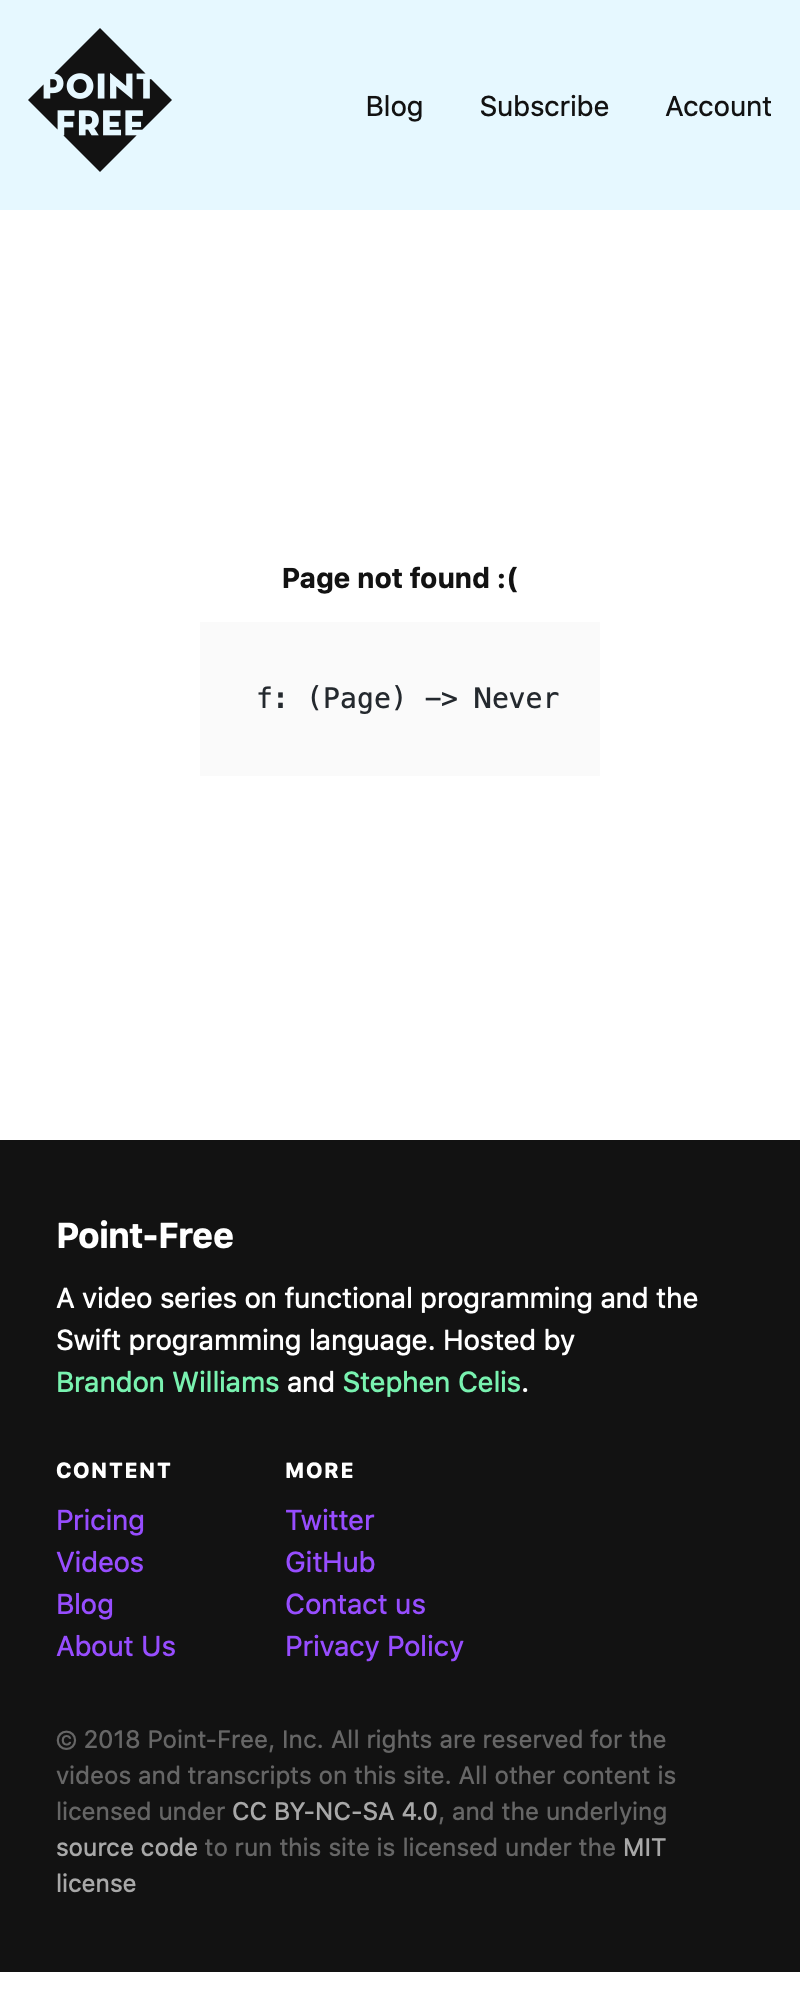 POINT
FREE
Blog Subscribe Account
Page not found :(
f: (Page) -> Never
Point-Free
A video series on functional programming and the
Swift programming language. Hosted by
Brandon Williams and Stephen Celis.
CONTENT
Pricing
Videos
Blog
About Us
MORE
Twitter
GitHub
Contact us
Privacy Policy
© 2018 Point-Free, Inc. All rights are reserved for the
videos and transcripts on this site. All other content is
licensed under CC BY-NC-SA 4.0, and the underlying
source code to run this site is licensed under the MIT
license